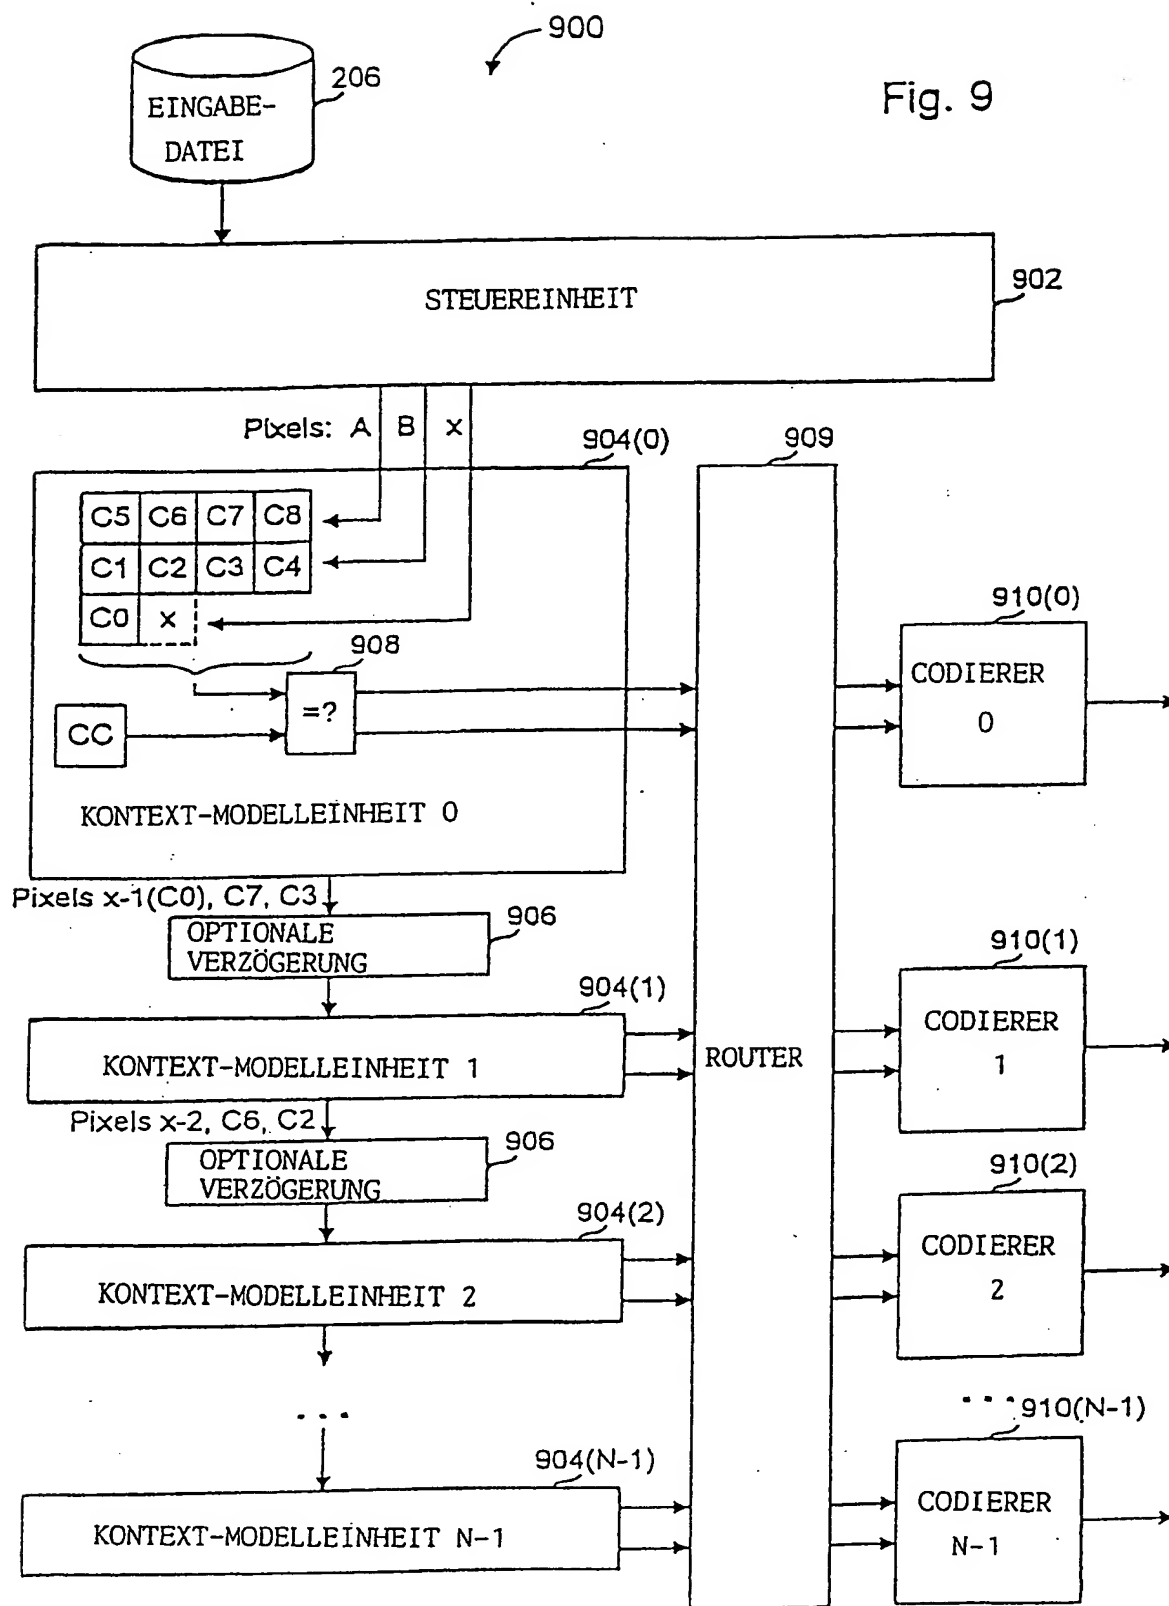 900
206
Fig. 9
EINGABE-
DATEI
902
STEUEREINHEIT
Pixels: A B x
904(0)
909
C5 C6 C7 C8
C1 C2 C3 C4
C0 x
908
910(0)
CODIERER
0
=?
CC
KONTEXT-MODELLEINHEIT 0
Pixels x-1(C0), C7, C3
906
OPTIONALE
VERZÖGERUNG
910(1)
904(1)
CODIERER
1
ROUTER
KONTEXT-MODELLEINHEIT 1
Pixels x-2, C6, C2
906
OPTIONALE
VERZÖGERUNG
910(2)
904(2)
CODIERER
2
KONTEXT-MODELLEINHEIT 2
...
...
910(N-1)
904(N-1)
CODIERER
N-1
KONTEXT-MODELLEINHEIT N-1